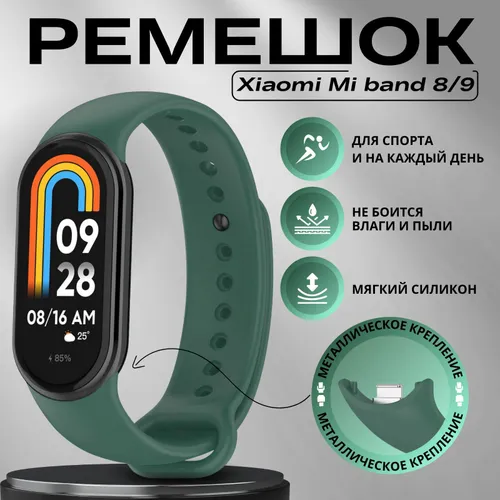 РЕМЕШОК
Xiaomi Mi band 8/9
ДЛЯ СПОРТА
И НА КАЖДЫЙ ДЕНЬ
НЕ БОИТСЯ
ВЛАГИ И ПЫЛИ
МЯГКИЙ СИЛИКОН
09
28
08/16 AM
25°
85%
МЕТАЛЛИЧЕСКОЕ КРЕПЛЕНИЕ
МЕТАЛЛИЧЕСКОЕ КРЕПЛЕНИЕ